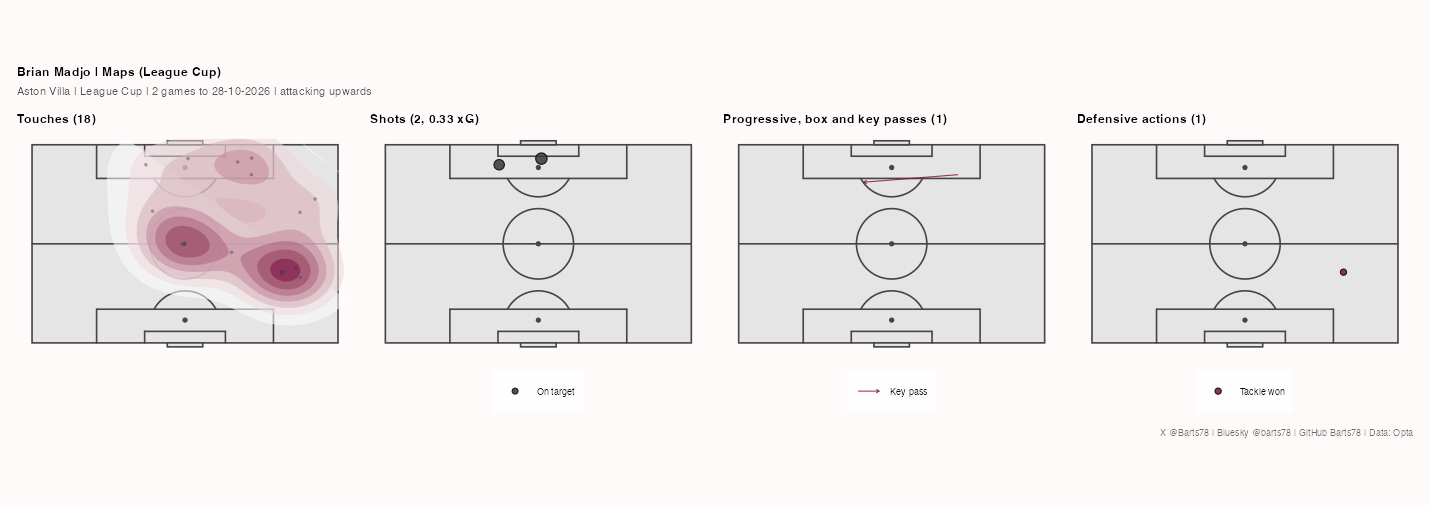 Brian Madjo | Maps (League Cup)
Aston Villa | League Cup | 2 games to 28-10-2026 | attacking upwards
Touches (18)
Shots (2, 0.33 xG)
Progressive, box and key passes (1)
Defensive actions (1)
On target
Key pass
Tackle won
X @Barts78 | Bluesky @barts78 | GitHub Barts78 | Data: Opta